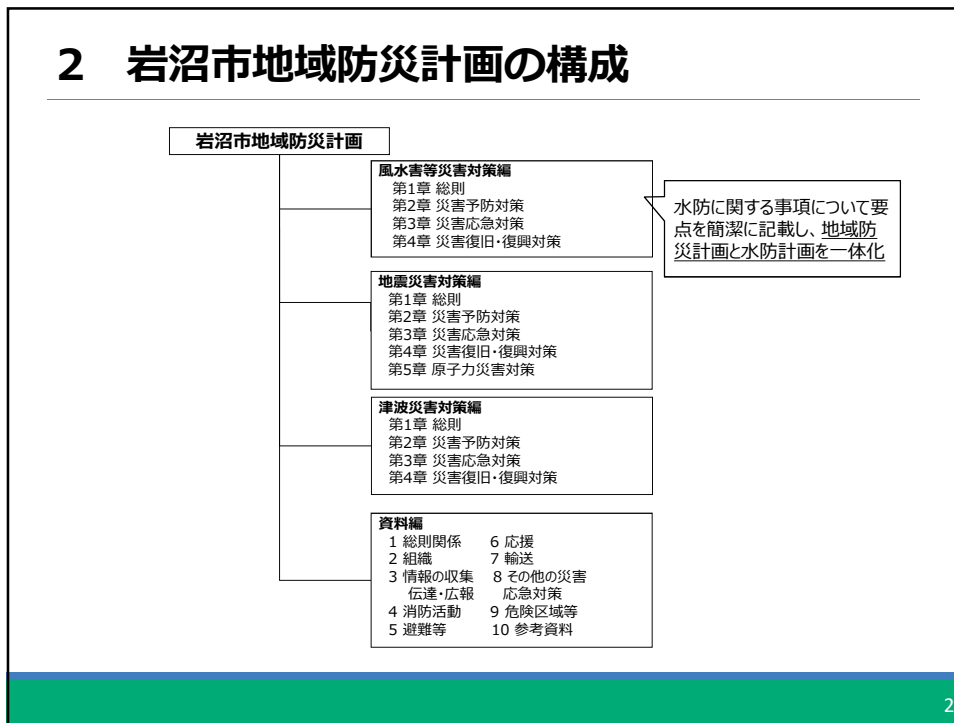 2 岩沼市地域防災計画の構成
岩沼市地域防災計画
風水害等災害対策編
第1章 総則
第2章 災害予防対策
第3章 災害応急対策
第4章 災害復旧・復興対策
水防に関する事項について要
点を簡潔に記載し、地域防
災計画と水防計画を一体化
地震災害対策編
第1章 総則
第2章 災害予防対策
第3章 災害応急対策
第4章 災害復旧・復興対策
第5章 原子力災害対策
津波災害対策編
第1章 総則
第2章 災害予防対策
第3章 災害応急対策
第4章 災害復旧・復興対策
資料編
1 総則関係 6 応援
2 組織 7 輸送
3 情報の収集 8 その他の災害
伝達・広報 応急対策
4 消防活動 9 危険区域等
5 避難等 10 参考資料
2